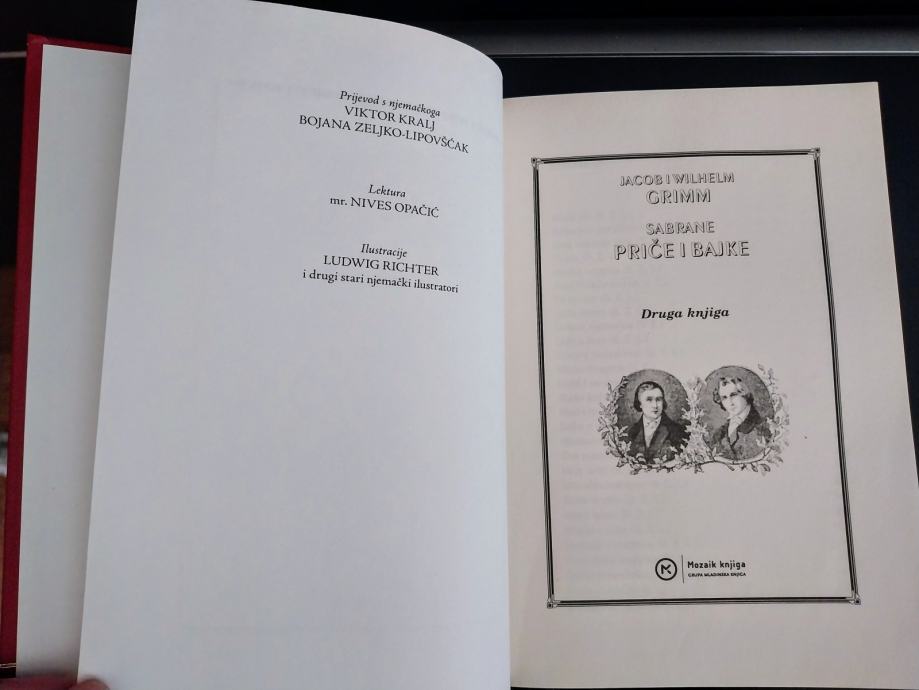 Prijevod s njemačkoga
VIKTOR KRALJ
BOJANA ZELJKO-LIPOVŠĆAK
Lektura
mr. NIVES OPAČIĆ
Ilustracije
LUDWIG RICHTER
i drugi stari njemački ilustratori
JACOB I WILHELM
GRIMM
SABRANE
PRIČE I BAJKE
Druga knjiga
Mozaik knjiga
GRUPA MLADINSKA KNJIGA